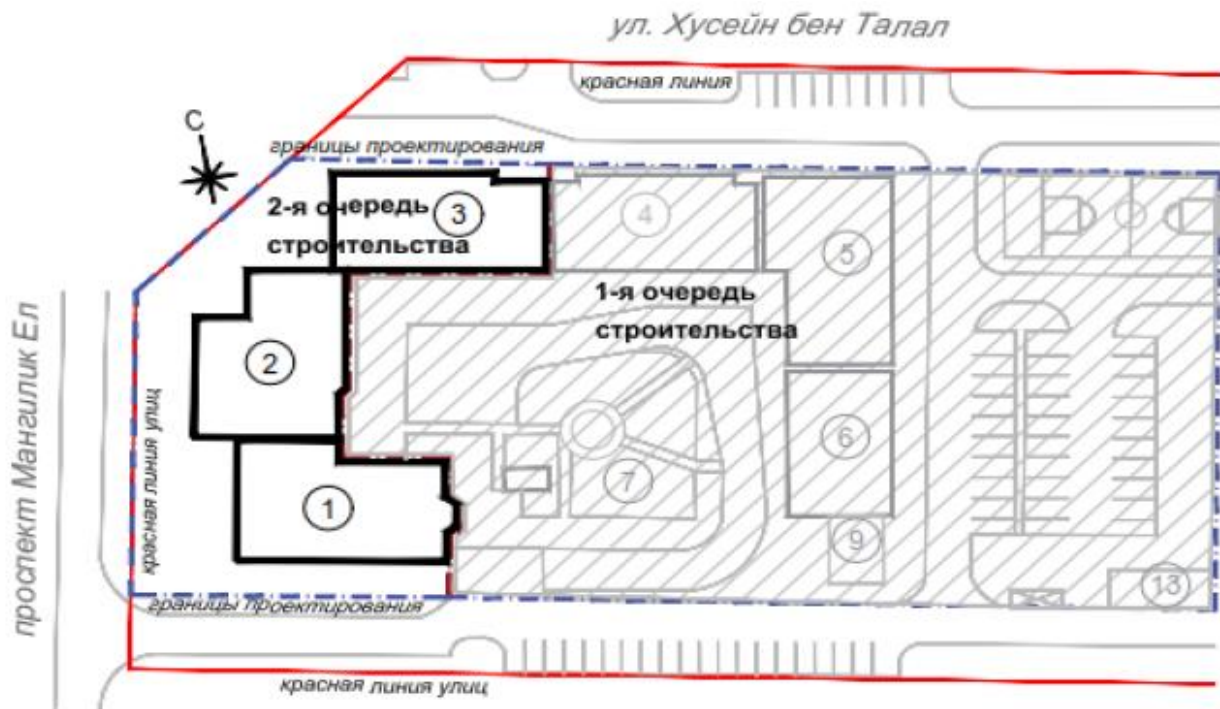 ул. Хусейн бен Талал
красная линия
С
границы проектирования
2-я очередь
строительства
3
4
5
1-я очередь
строительства
2
6
7
1
9
13
проспект Мангилик Ел
красная линия улиц
границы проектирования
красная линия улиц